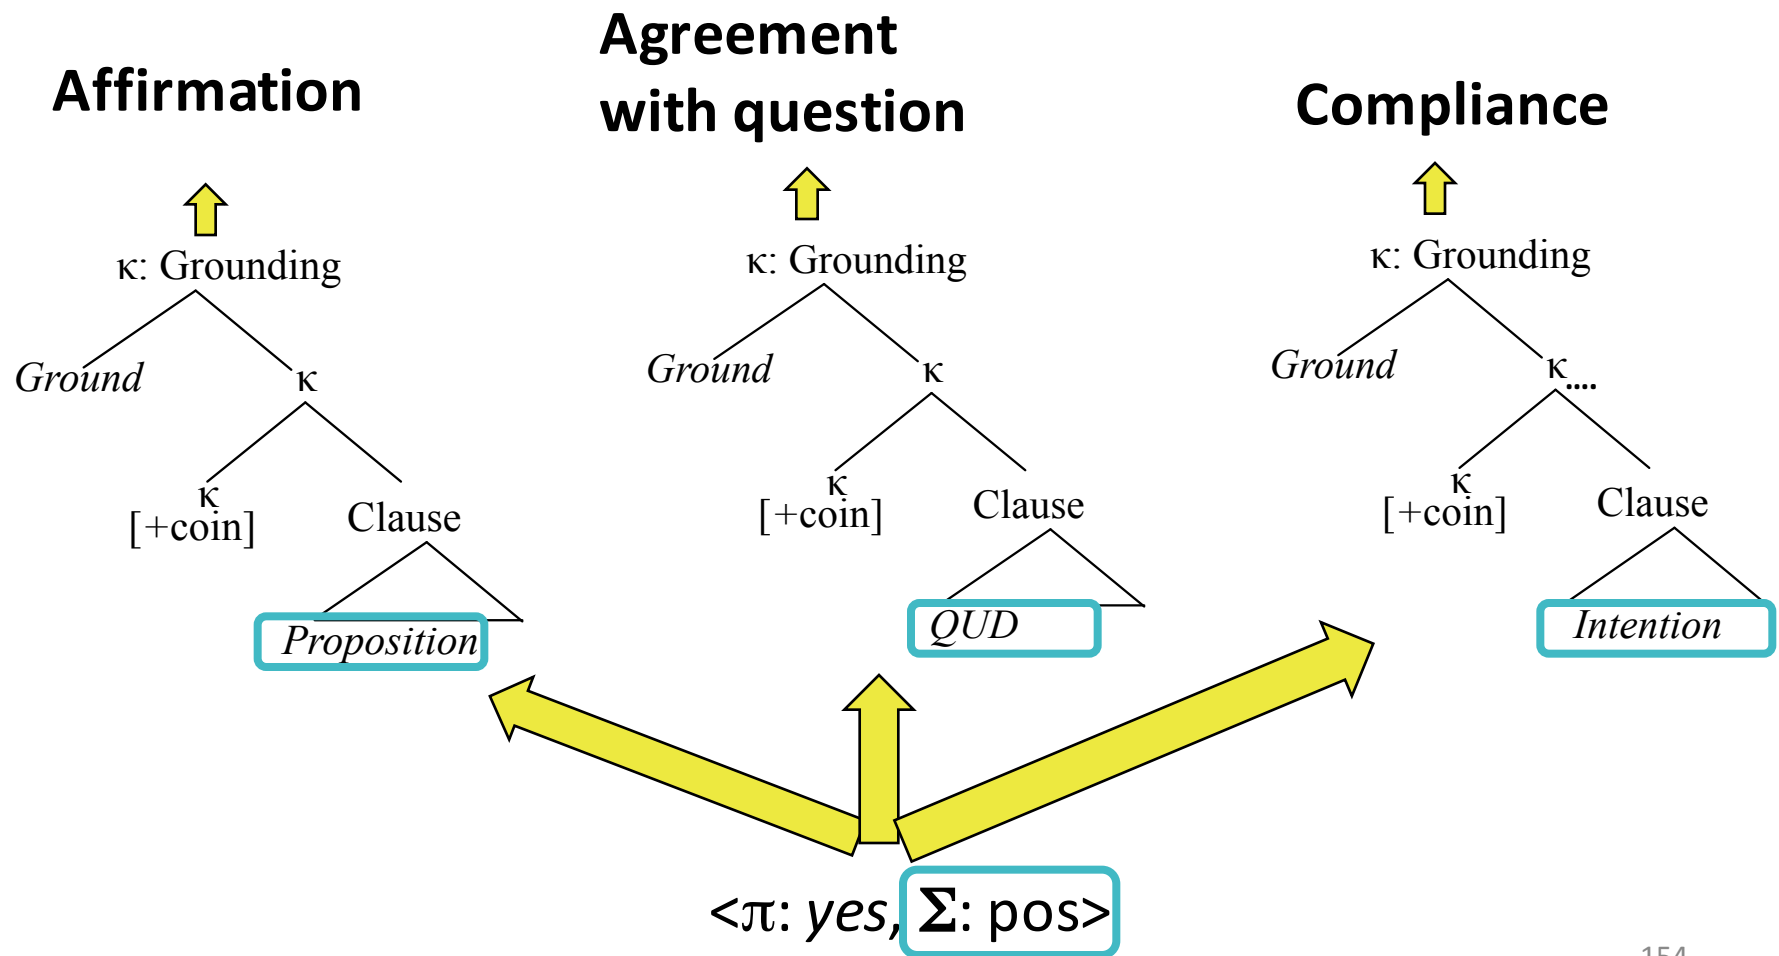 Affirmation
κ: Grounding
Ground
κ
κ
[+coin]
Clause
Proposition
Agreement
with question
κ: Grounding
Ground
κ
κ
[+coin]
Clause
QUD
Compliance
κ: Grounding
Ground
κ....
κ
[+coin]
Clause
Intention
<π: yes, Σ: pos>
154